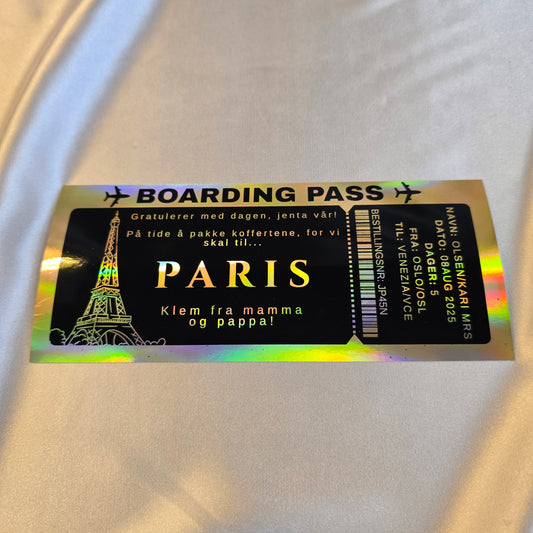 BOARDING PASS
Gratulerer med dagen, jenta vår!
På tide å pakke koffertene, for vi
skal til...
PARIS
Klem fra mamma
og pappa!
BESTILLINGSNR: JP45N
NAVN: OLSEN/KARI MRS
DATO: 08AUG 2025
DAGER: 5
FRA: OSLO/OSL
TIL: VENEZIA/VCE